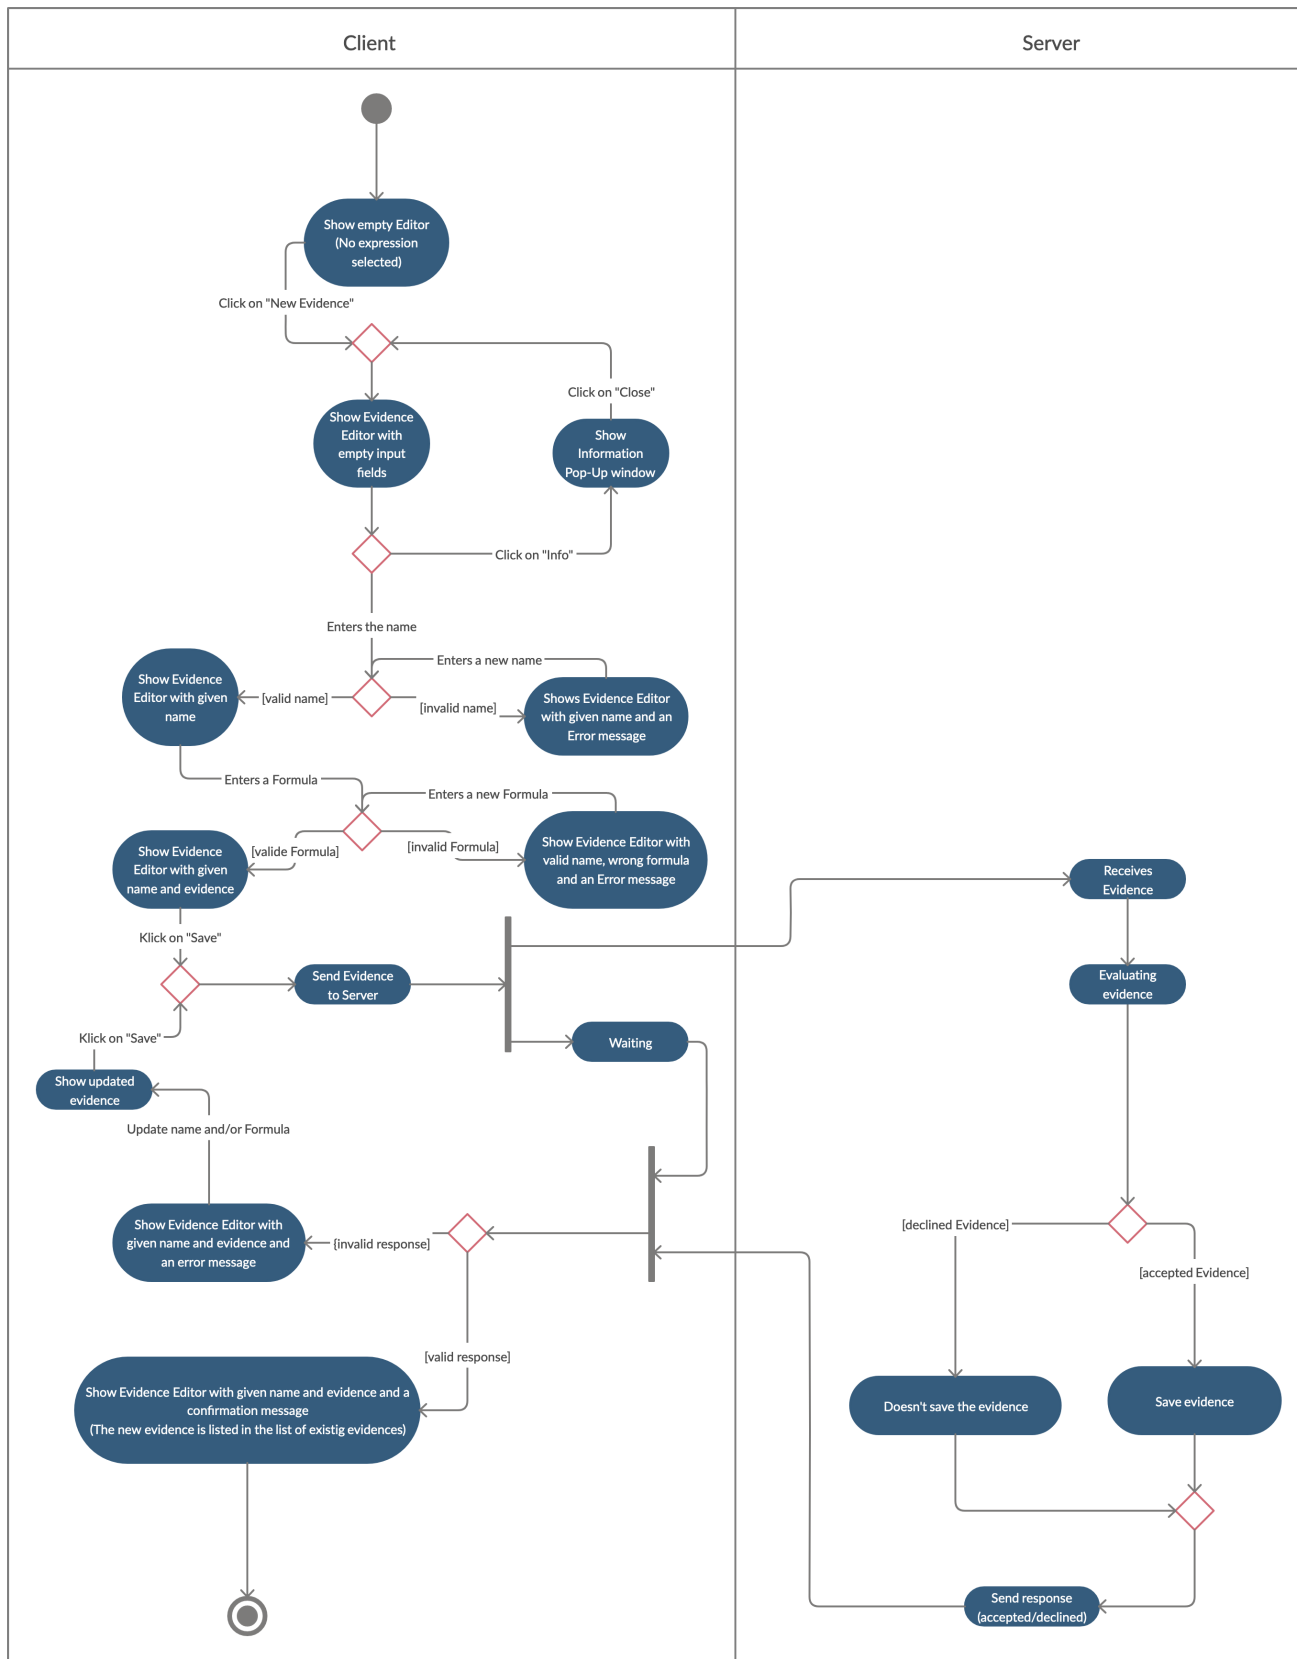 Client
Server
Show empty Editor
(No expression
selected)
Click on "New Evidence"
Click on "Close"
Show Evidence
Editor with
empty input
fields
Show
Information
Pop-Up window
Click on "Info"
Enters the name
Enters a new name
Show Evidence
Editor with given
name
[valid name]
[invalid name]
Shows Evidence Editor
with given name and an
Error message
Enters a Formula
Enters a new Formula
Show Evidence
Editor with given
name and evidence
[valide Formula]
[invalid Formula]
Show Evidence Editor with
valid name, wrong formula
and an Error message
Receives
Evidence
Klick on "Save"
Send Evidence
to Server
Evaluating
evidence
Klick on "Save"
Waiting
Show updated
evidence
Update name and/or Formula
Show Evidence Editor with
given name and evidence and
an error message
{invalid response]
[declined Evidence]
[accepted Evidence]
[valid response]
Show Evidence Editor with given name and evidence and a
confirmation message
(The new evidence is listed in the list of existig evidences)
Doesn't save the evidence
Save evidence
Send response
(accepted/declined)